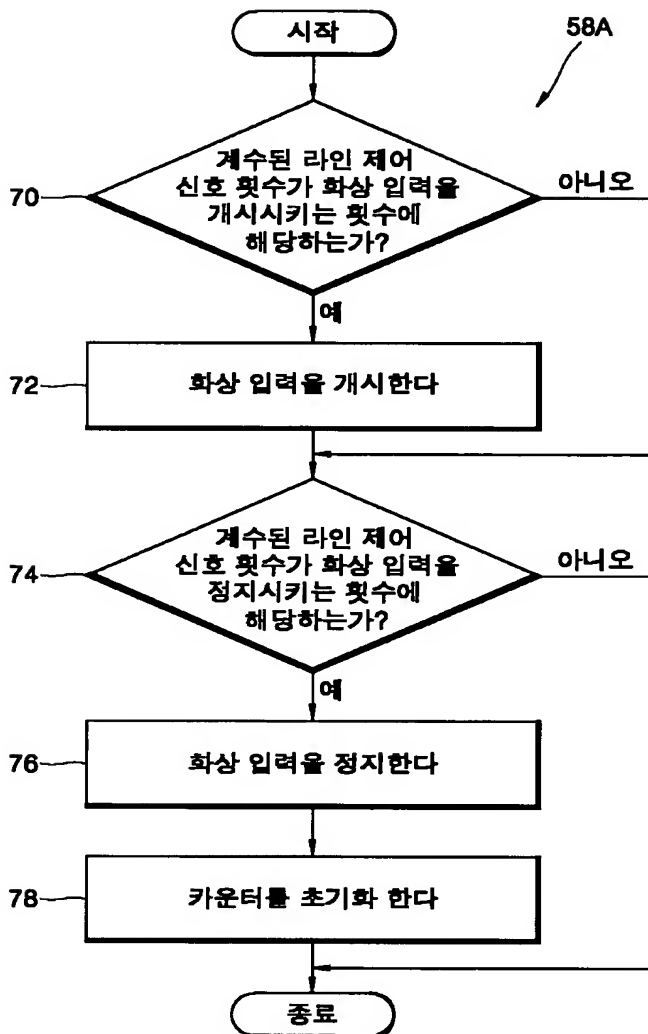 시작
58A
70
계수된 라인 제어
신호 횟수가 화상 입력을
개시시키는 횟수에
해당하는가?
아니오
예
72
화상 입력을 개시한다
74
계수된 라인 제어
신호 횟수가 화상 입력을
정지시키는 횟수에
해당하는가?
아니오
예
76
화상 입력을 정지한다
78
카운터를 초기화 한다
종료